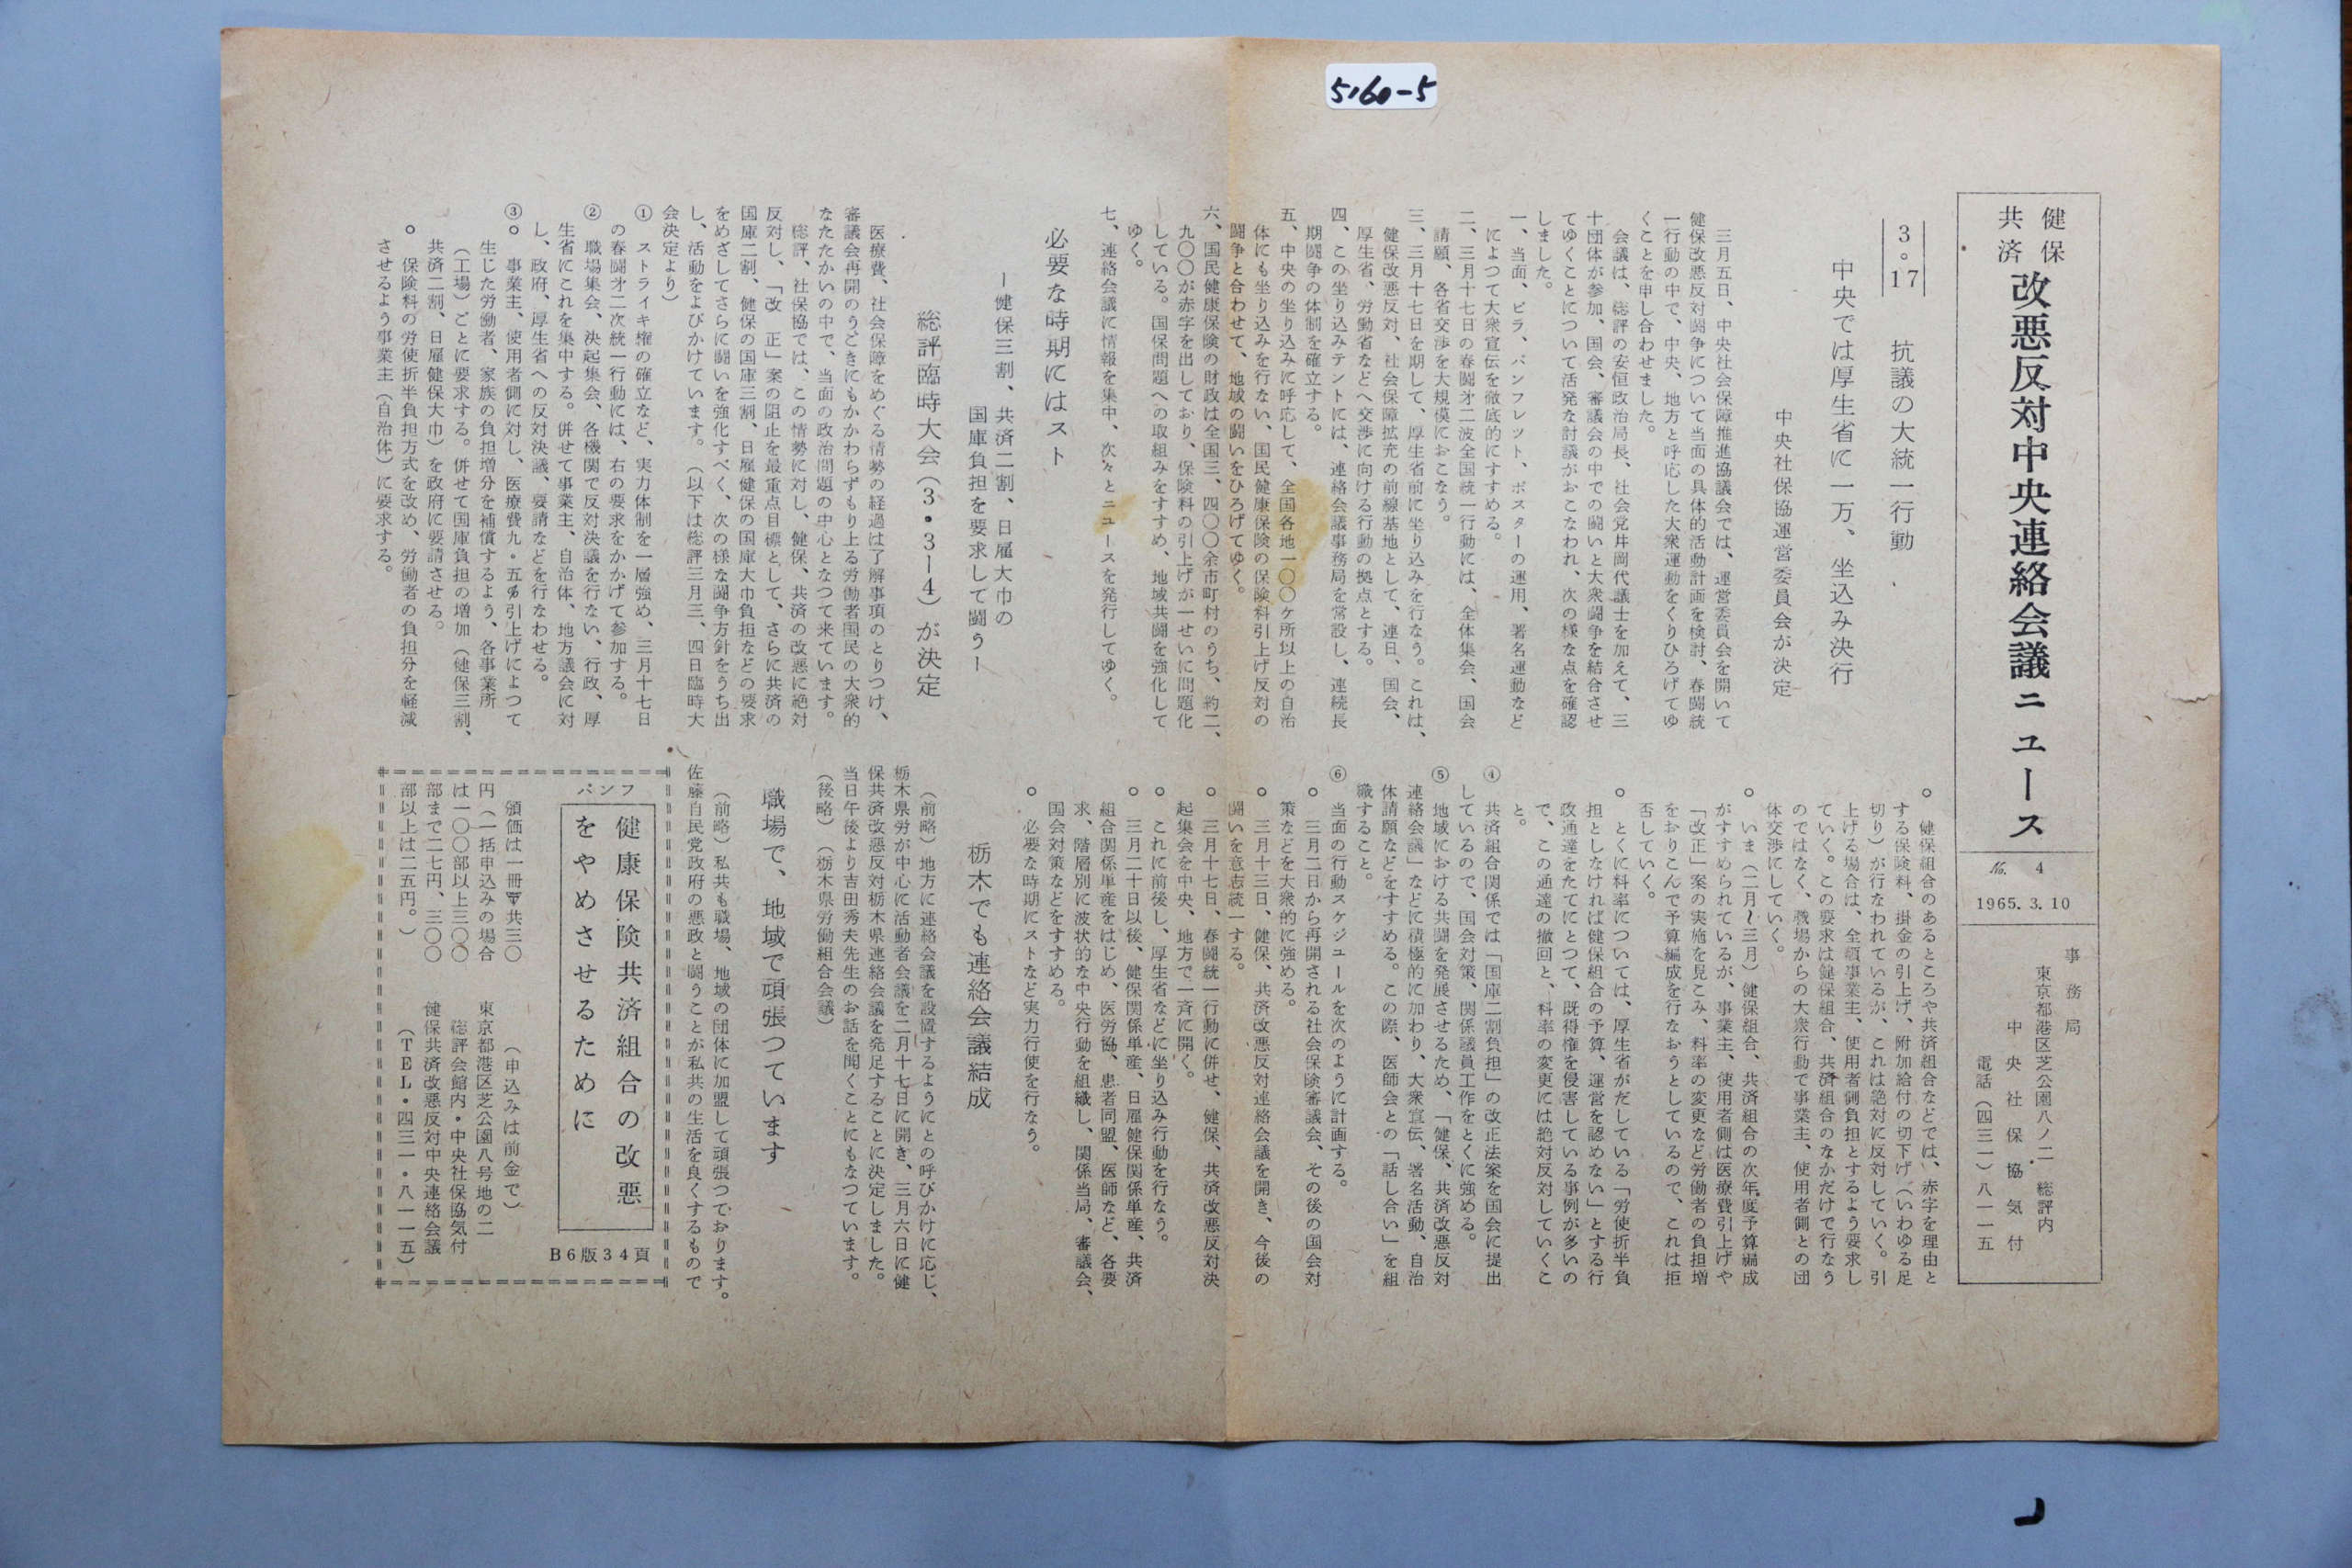 5160-5
健保
共済
改悪反対中央連絡会議ニュース
№ 4
1965.3.10
事務局
東京都港区芝公園八ノ二 総評内
中央社保協気付
電話(四三一)八一一五
3・17 抗議の大統一行動
中央では厚生省に一万、坐込み決行
中央社保協運営委員会が決定
三月五日、中央社会保障推進協議会では、運営委員会を開いて
健保改悪反対闘争について当面の具体的活動計画を検討、春闘統
一行動の中で、中央、地方と呼応した大衆運動をくりひろげてゆ
くことを申し合わせました。
会議は、総評の安恒政治局長、社会党井岡代議士を加えて、三
十団体が参加、国会、審議会の中での闘いと大衆闘争を結合させ
てゆくことについて活発な討議がおこなわれ、次の様な点を確認
しました。
一、当面、ビラ、パンフレット、ポスターの運用、署名運動など
によつて大衆宣伝を徹底的にすすめる。
二、三月十七日の春闘才二波全国統一行動には、全体集会、国会
請願、各省交渉を大規模におこなう。
三、三月十七日を期して、厚生省前に坐り込みを行なう。これは、
健保改悪反対、社会保障拡充の前線基地として、連日、国会、
厚生省、労働省などへ交渉に向ける行動の拠点とする。
四、この坐り込みテントには、連絡会議事務局を常設し、連続長
期闘争の体制を確立する。
五、中央の坐り込みに呼応して、全国各地一〇〇ヶ所以上の自治
体にも坐り込みを行ない、国民健康保険の保険料引上げ反対の
闘争と合わせて、地域の闘いをひろげてゆく。
六、国民健康保険の財政は全国三、四〇〇余市町村のうち、約二、
九〇〇が赤字を出しており、保険料の引上げが一せいに問題化
している。国保問題への取組みをすすめ、地域共闘を強化して
ゆく。
七、連絡会議に情報を集中、次々とニュースを発行してゆく。
必要な時期にはスト
ー健保三割、共済二割、日雇大巾の
国庫負担を要求して闘うー
総評臨時大会(3・3ー4)が決定
医療費、社会保障をめぐる情勢の経過は了解事項のとりつけ、
審議会再開のうごきにもかかわらずもり上る労働者国民の大衆的
なたたかいの中で、当面の政治問題の中心となつて来ています。
総評、社保協では、この情勢に対し、健保、共済の改悪に絶対
反対し、「改 正」案の阻止を最重点目標として、さらに共済の
国庫二割、健保の国庫三割、日雇健保の国庫大巾負担などの要求
をめざしてさらに闘いを強化すべく、次の様な闘争方針をうち出
し、活動をよびかけています。(以下は総評三月三、四日臨時大
会決定より)
① ストライキ権の確立など、実力体制を一層強め、三月十七日
の春闘才二次統一行動には、右の要求をかかげて参加する。
② 職場集会、決起集会、各機関で反対決議を行ない、行政、厚
生省にこれを集中する。併せて事業主、自治体、地方議会に対
し、政府、厚生省への反対決議、要請などを行なわせる。
③○ 事業主、使用者側に対し、医療費九・五%引上げによつて
生じた労働者、家族の負担増分を補償するよう、各事業所
(工場)ごとに要求する。併せて国庫負担の増加(健保三割、
共済二割、日雇健保大巾)を政府に要請させる。
○ 保険料の労使折半負担方式を改め、労働者の負担分を軽減
させるよう事業主(自治体)に要求する。
○ 健保組合のあるところや共済組合などでは、赤字を理由と
する保険料、掛金の引上げ、附加給付の切下げ(いわゆる足
切り)が行なわれているが、これは絶対に反対していく。引
上げる場合は、全額事業主、使用者側負担とするよう要求し
ていく。この要求は健保組合、共済組合のなかだけで行なう
のではなく、職場からの大衆行動で事業主、使用者側との団
体交渉にしていく。
○ いま(二月〜三月)健保組合、共済組合の次年度予算編成
がすすめられているが、事業主、使用者側は医療費引上げや
「改正」案の実施を見こみ、料率の変更など労働者の負担増
をおりこんで予算編成を行なおうとしているので、これは拒
否していく。
○ とくに料率については、厚生省がだしている「労使折半負
担としなければ健保組合の予算、運営を認めない」とする行
政通達をたてにとつて、既得権を侵害している事例が多いの
で、この通達の撤回と、料率の変更には絶対反対していくこ
と。
④ 共済組合関係では「国庫二割負担」の改正法案を国会に提出
しているので、国会対策、関係議員工作をとくに強める。
⑤ 地域における共闘を発展させるため、「健保、共済改悪反対
連絡会議」などに積極的に加わり、大衆宣伝、署名活動、自治
体請願などをすすめる。この際、医師会との「話し合い」を組
織すること。
⑥ 当面の行動スケジュールを次のように計画する。
○ 三月二日から再開される社会保険審議会、その後の国会対
策などを大衆的に強める。
○ 三月十三日、健保、共済改悪反対連絡会議を開き、今後の
闘いを意志統一する。
○ 三月十七日、春闘統一行動に併せ、健保、共済改悪反対決
起集会を中央、地方で一斉に開く。
○ これに前後し、厚生省などに坐り込み行動を行なう。
○ 三月二十日以後、健保関係単産、日雇健保関係単産、共済
組合関係単産をはじめ、医労協、患者同盟、医師など、各要
求、階層別に波状的な中央行動を組織し、関係当局、審議会、
国会対策などをすすめる。
○ 必要な時期にストなど実力行使を行なう。
栃木でも連絡会議結成
(前略)地方に連絡会議を設置するようにとの呼びかけに応じ、
栃木県労が中心に活動者会議を二月十七日に開き、三月六日に健
保共済改悪反対栃木県連絡会議を発足することに決定しました。
当日午後より吉田秀夫先生のお話を聞くことにもなつています。
(後略)(栃木県労働組合会議)
職場で、地域で頑張つています
(前略)私共も職場、地域の団体に加盟して頑張つております。
佐藤自民党政府の悪政と闘うことが私共の生活を良くするもので
パンフ
健康保険共済組合の改悪
をやめさせるために
B6版34頁
頒価は一冊〒共三〇
円(一括申込みの場合
は一〇〇部以上三〇〇
部まで二七円、三〇〇
部以上は二五円。)
(申込みは前金で)
東京都港区芝公園八号地の二
総評会館内・中央社保協気付
健保共済改悪反対中央連絡会議
(TEL・四三一・八一一五)